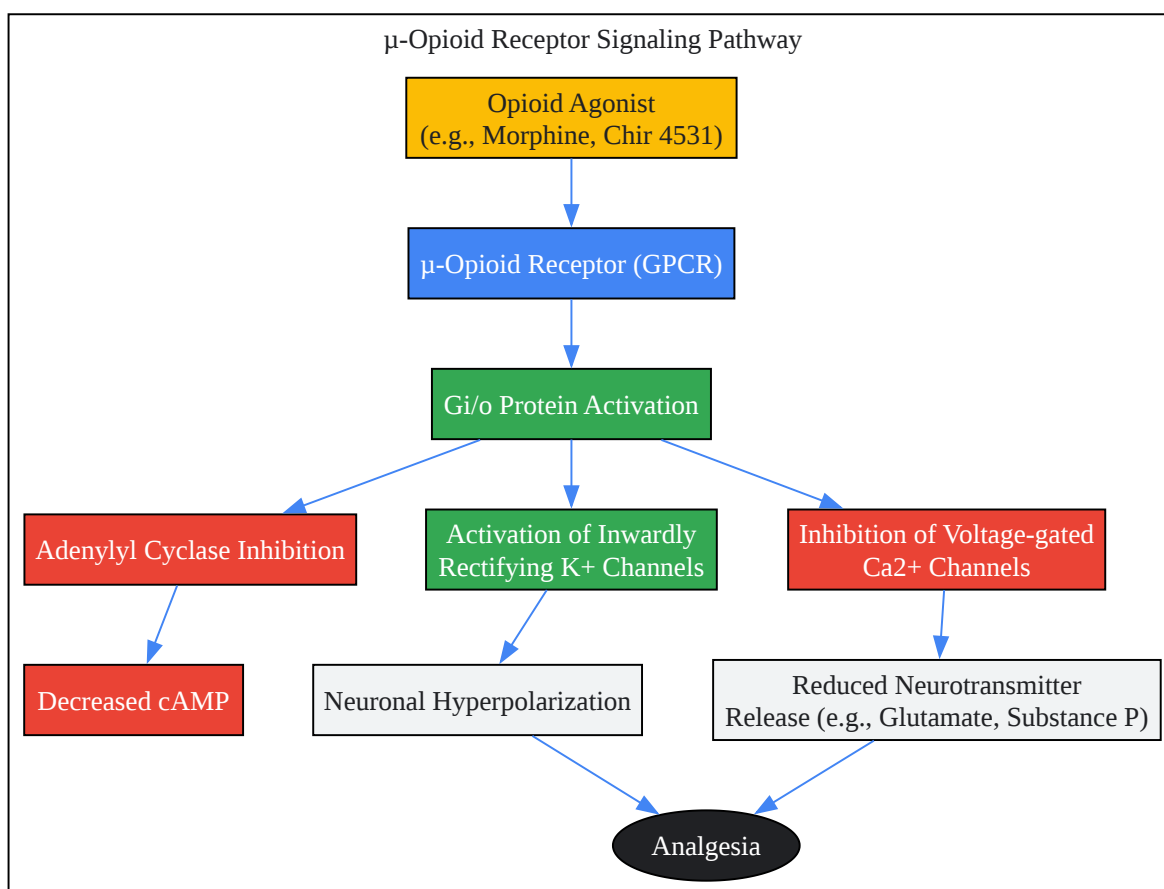 µ-Opioid Receptor Signaling Pathway
Opioid Agonist
(e.g., Morphine, Chir 4531)
µ-Opioid Receptor (GPCR)
Gi/o Protein Activation
Adenylyl Cyclase Inhibition
Activation of Inwardly
Rectifying K+ Channels
Inhibition of Voltage-gated
Ca2+ Channels
Decreased cAMP
Neuronal Hyperpolarization
Reduced Neurotransmitter
Release (e.g., Glutamate, Substance P)
Analgesia